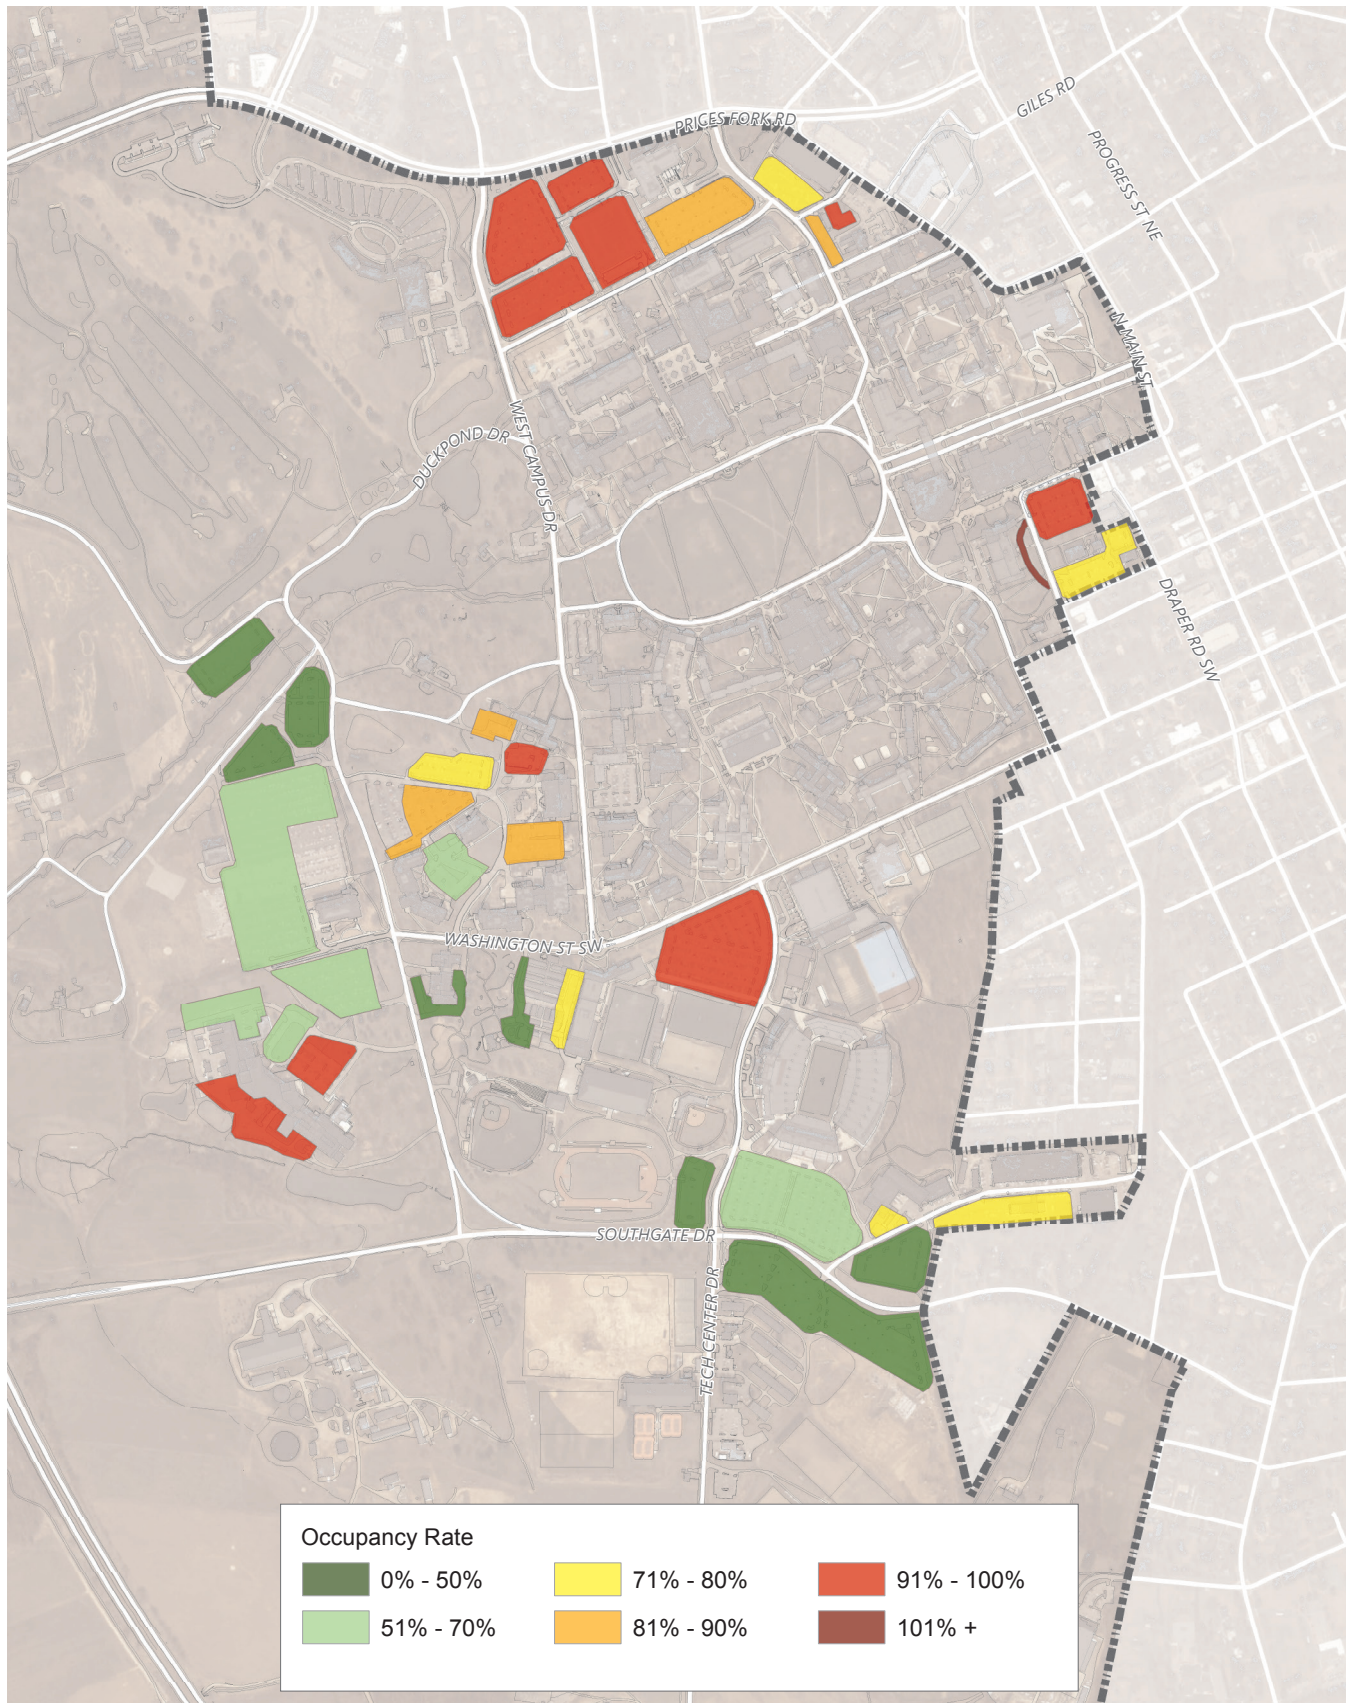 PRICES FORK RD
GILES RD
PROGRESS ST NE
N MAIN ST
DUCKPOND DR
WEST CAMPUS DR
DRAPER RD SW
WASHINGTON ST SW
SOUTHGATE DR
TECH CENTER DR
Occupancy Rate
0% - 50%
71% - 80%
91% - 100%
51% - 70%
81% - 90%
101% +